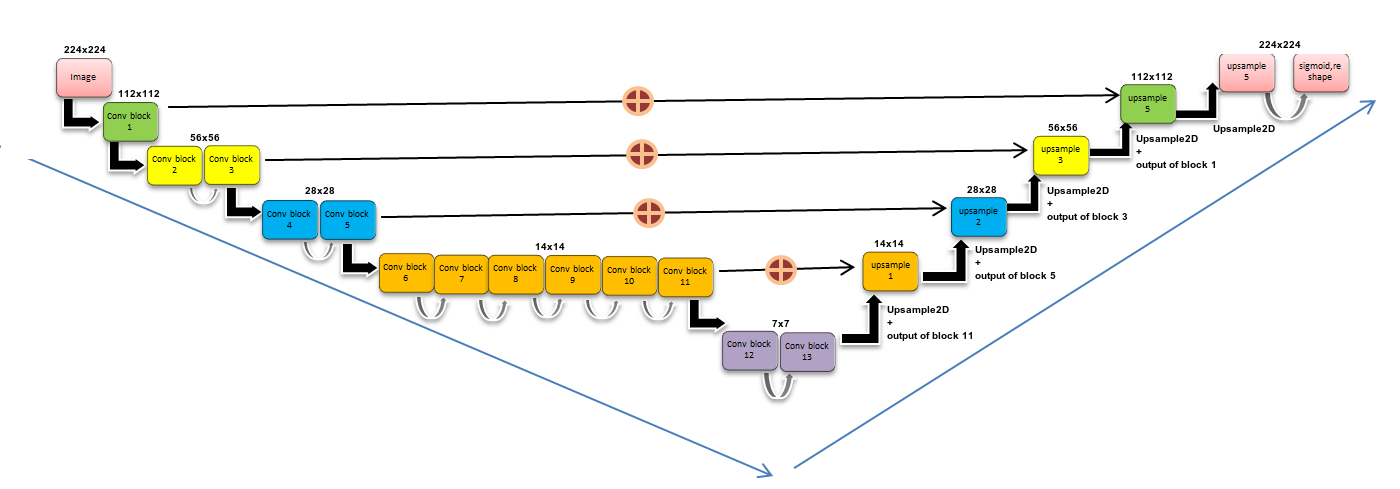 224x224
Image
112x112
Conv block
1
56x56
Conv block
2
Conv block
3
28x28
Conv block
4
Conv block
5
14x14
Conv block
6
Conv block
7
Conv block
8
Conv block
9
Conv block
10
Conv block
11
7x7
Conv block
12
Conv block
13
Upsample2D
+
output of block 11
14x14
upsample
1
Upsample2D
+
output of block 5
28x28
upsample
2
Upsample2D
+
output of block 3
56x56
upsample
3
Upsample2D
+
output of block 1
112x112
upsample
5
Upsample2D
224x224
upsample
5
sigmoid,re
shape